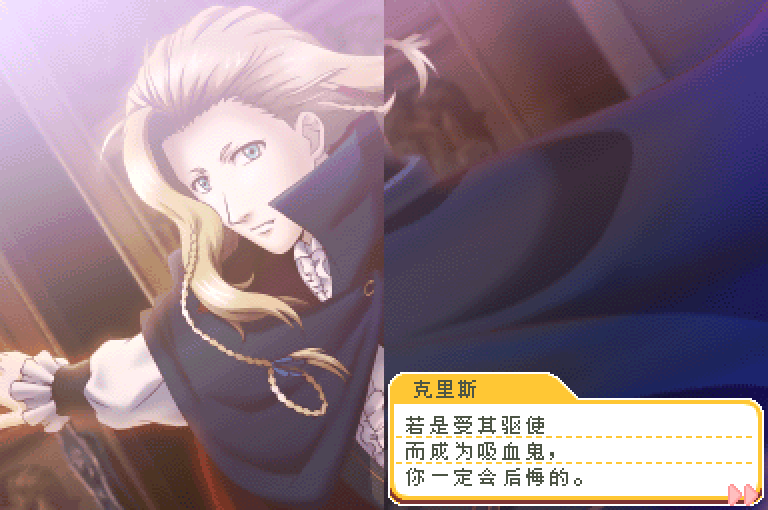 克里斯
若是受其驱使
而成为吸血鬼，
你一定会后悔的。